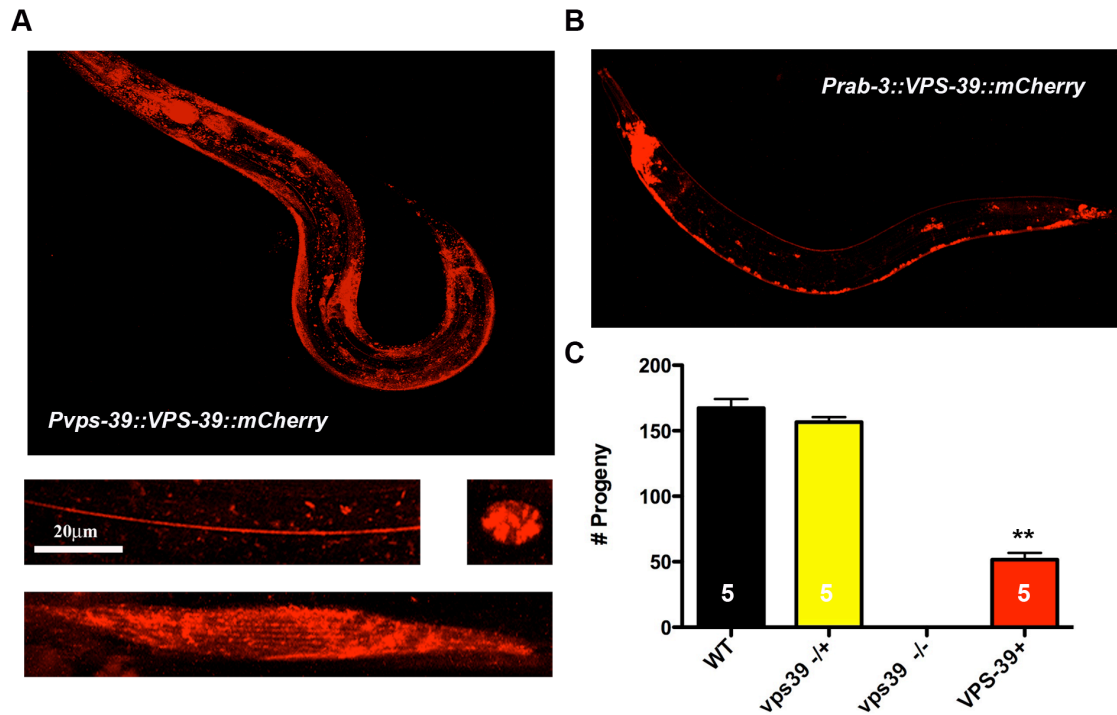 A
Pvps-39::VPS-39::mCherry
20µm
B
Prab-3::VPS-39::mCherry
C
# Progeny
200
150
100
50
0
5
5
**
5
WT
vps39 -/+
vps39 -/-
VPS-39+